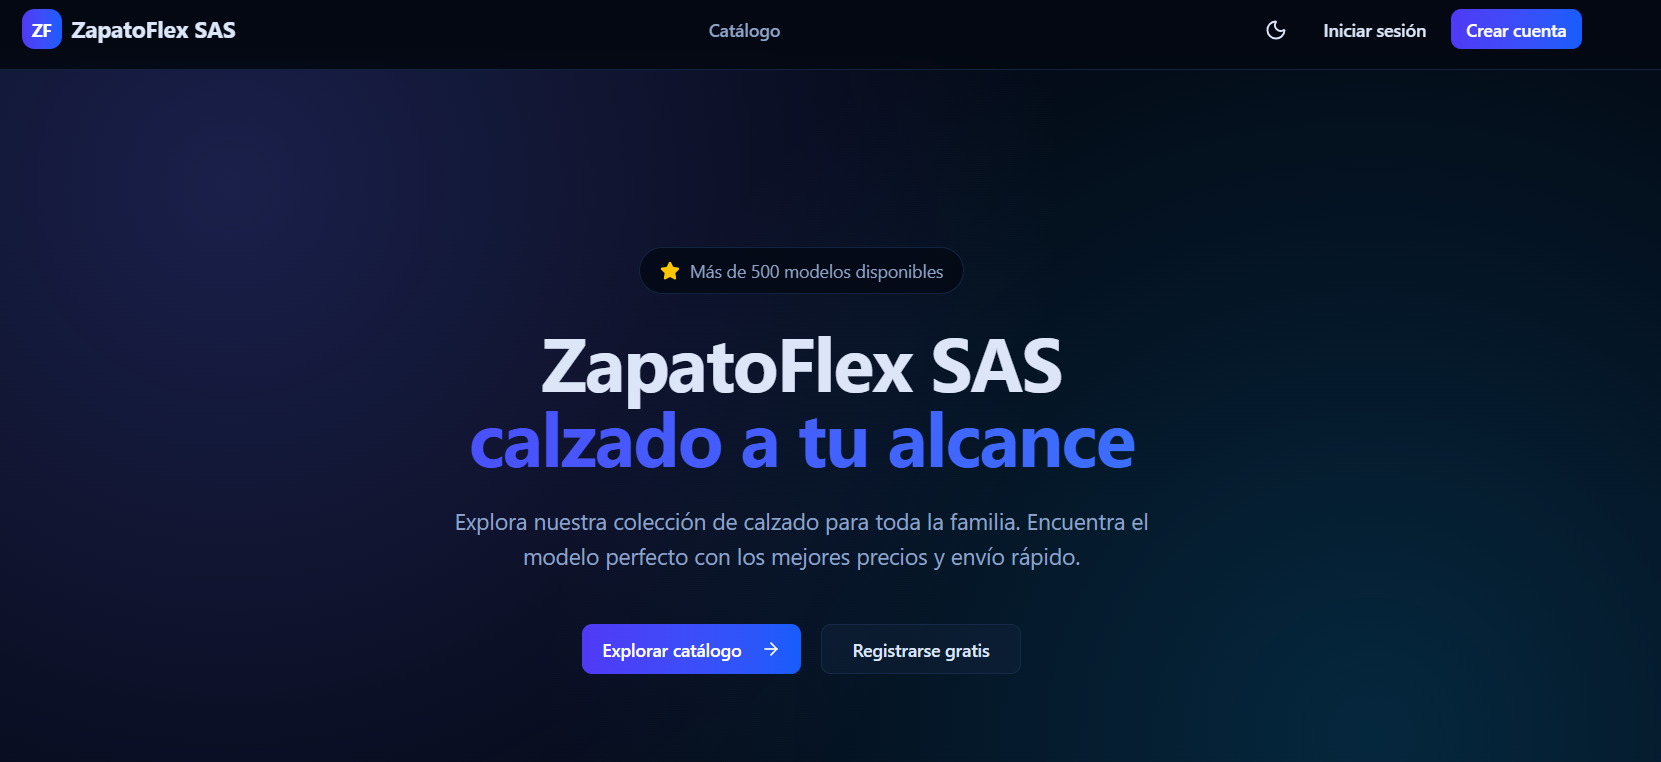 ZF ZapatoFlex SAS
Catálogo
Iniciar sesión
Crear cuenta
Más de 500 modelos disponibles
ZapatoFlex SAS
calzado a tu alcance
Explora nuestra colección de calzado para toda la familia. Encuentra el
modelo perfecto con los mejores precios y envío rápido.
Explorar catálogo
Registrarse gratis